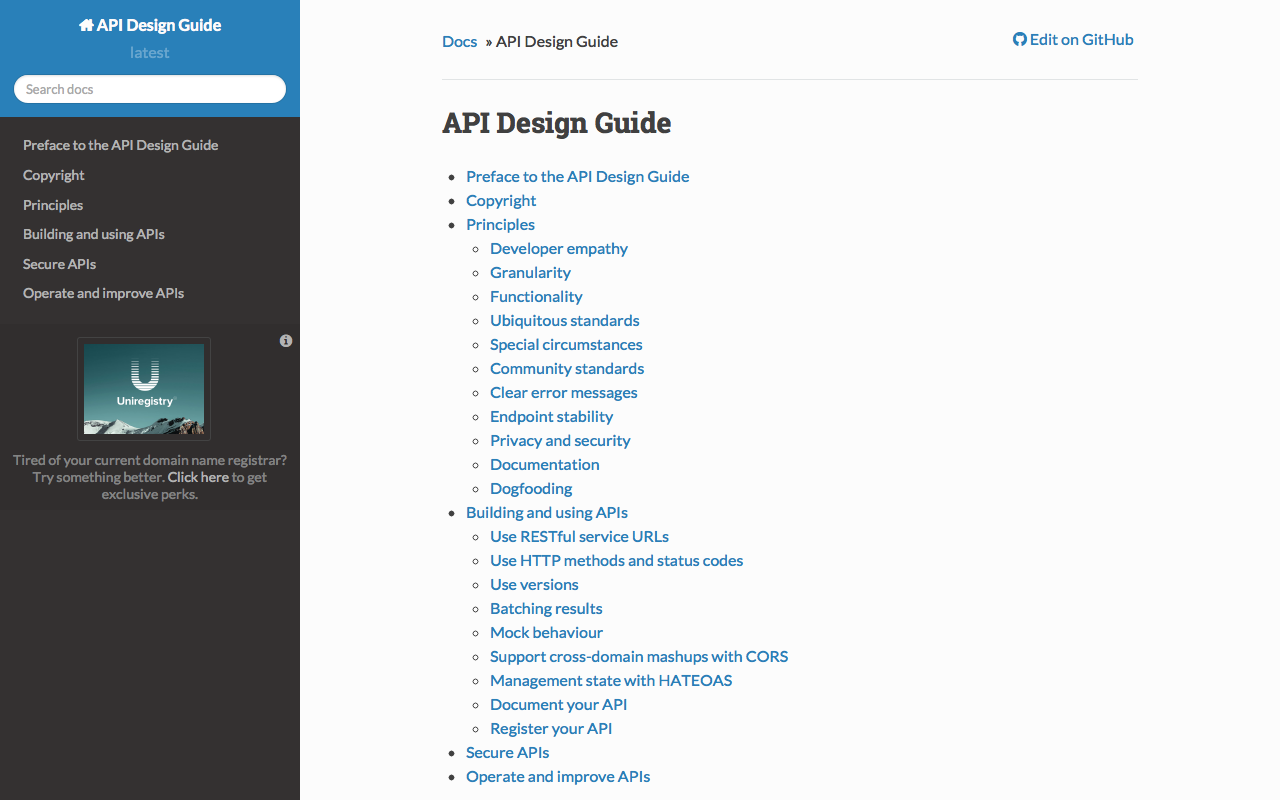 API Design Guide
latest
Search docs
Preface to the API Design Guide
Copyright
Principles
Building and using APIs
Secure APIs
Operate and improve APIs
Uniregistry
Tired of your current domain name registrar?
Try something better. Click here to get
exclusive perks.
Docs » API Design Guide
Edit on GitHub
API Design Guide
Preface to the API Design Guide
Copyright
Principles
Developer empathy
Granularity
Functionality
Ubiquitous standards
Special circumstances
Community standards
Clear error messages
Endpoint stability
Privacy and security
Documentation
Dogfooding
Building and using APIs
Use RESTful service URLs
Use HTTP methods and status codes
Use versions
Batching results
Mock behaviour
Support cross-domain mashups with CORS
Management state with HATEOAS
Document your API
Register your API
Secure APIs
Operate and improve APIs